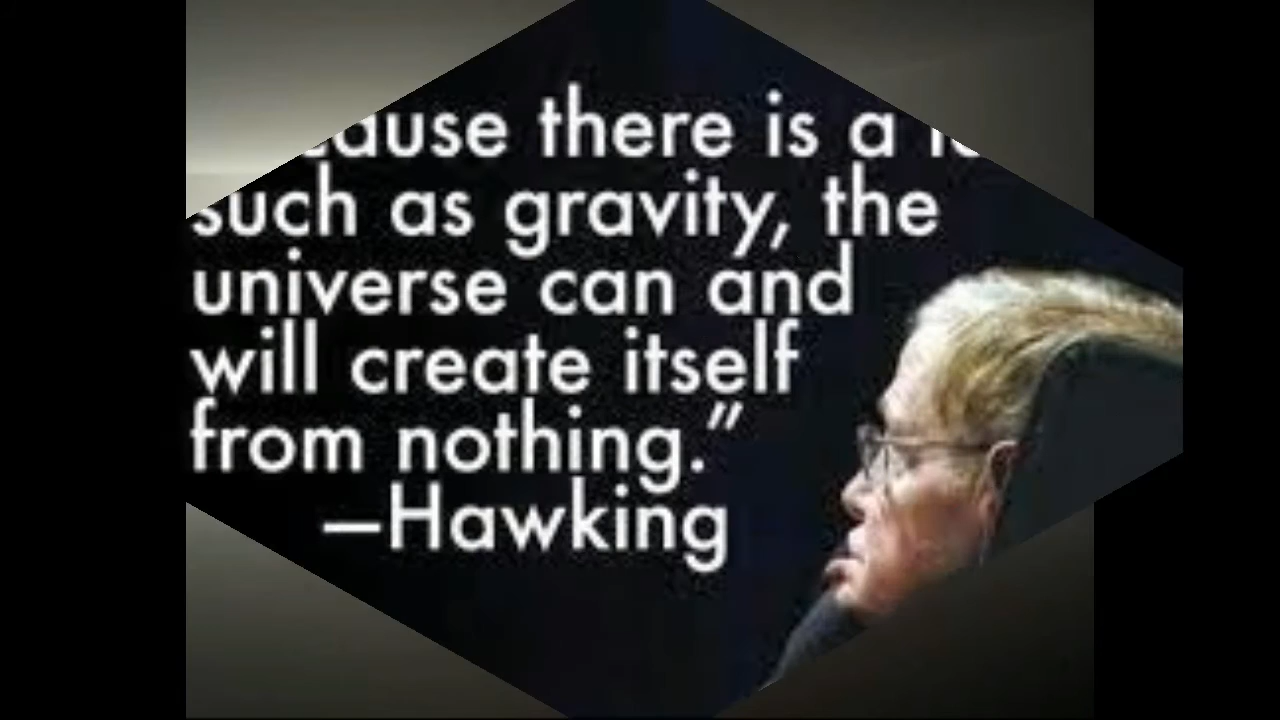 there is a
such as gravity, the
universe can and
will create itself
from nothing.”
—Hawking